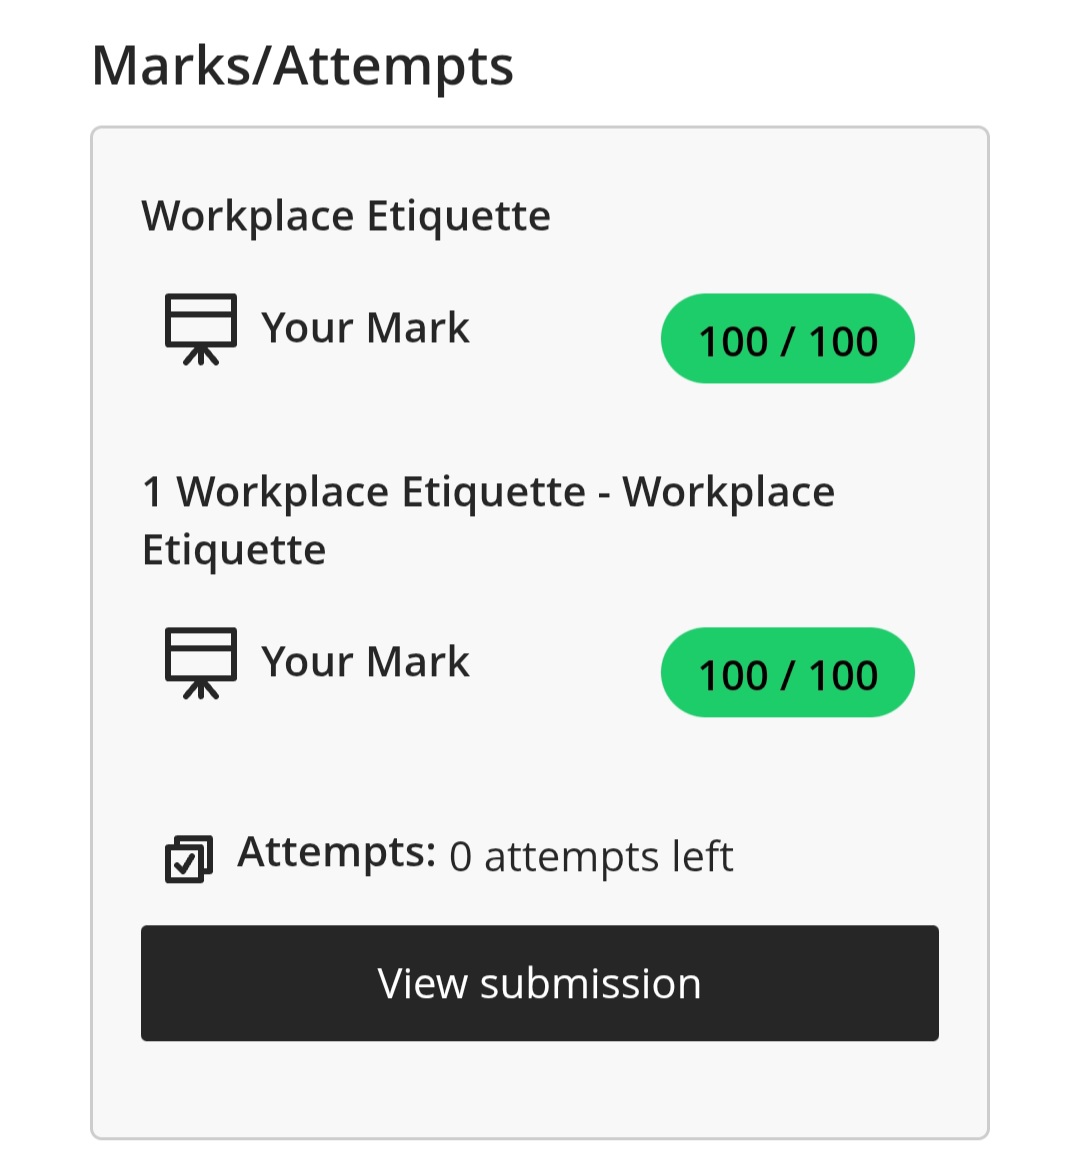 Marks/Attempts
Workplace Etiquette
Your Mark 100 / 100
1 Workplace Etiquette - Workplace
Etiquette
Your Mark 100 / 100
Attempts: 0 attempts left
View submission